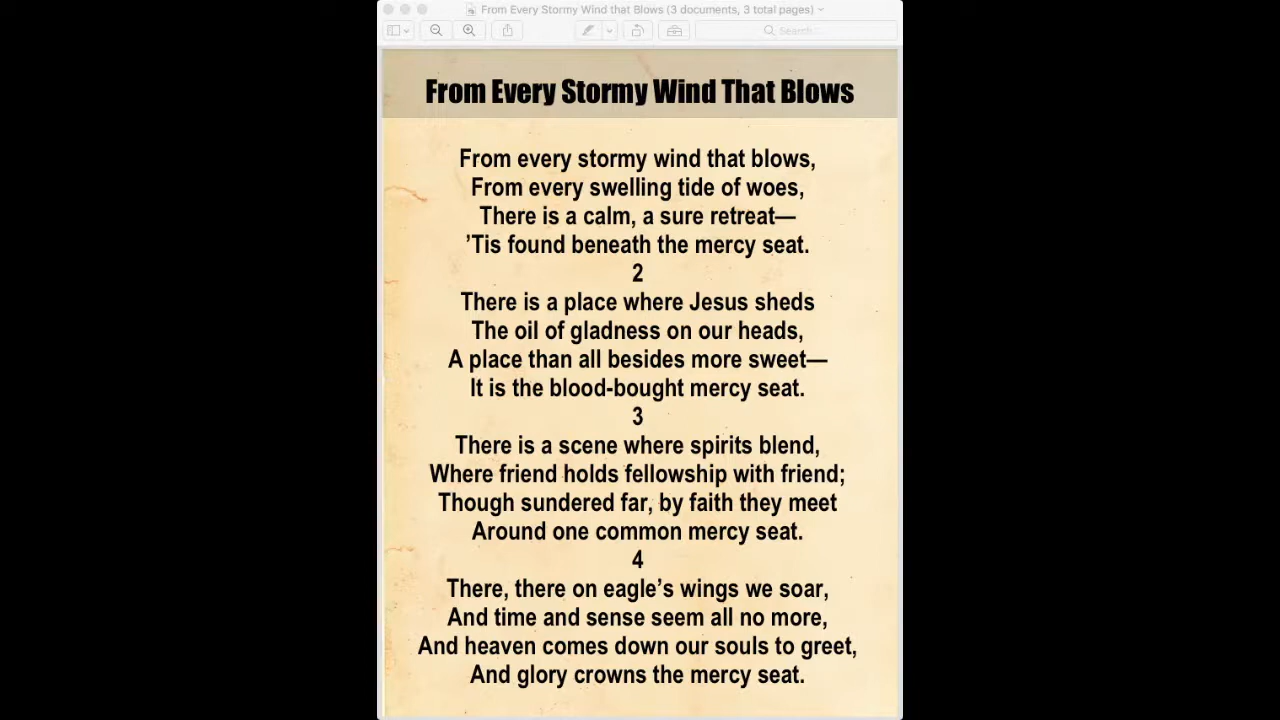 From Every Stormy Wind that Blows (3 documents, 3 total pages)
Search
From Every Stormy Wind That Blows
From every stormy wind that blows,
From every swelling tide of woes,
There is a calm, a sure retreat—
’Tis found beneath the mercy seat.
2
There is a place where Jesus sheds
The oil of gladness on our heads,
A place than all besides more sweet—
It is the blood-bought mercy seat.
3
There is a scene where spirits blend,
Where friend holds fellowship with friend;
Though sundered far, by faith they meet
Around one common mercy seat.
4
There, there on eagle’s wings we soar,
And time and sense seem all no more,
And heaven comes down our souls to greet,
And glory crowns the mercy seat.